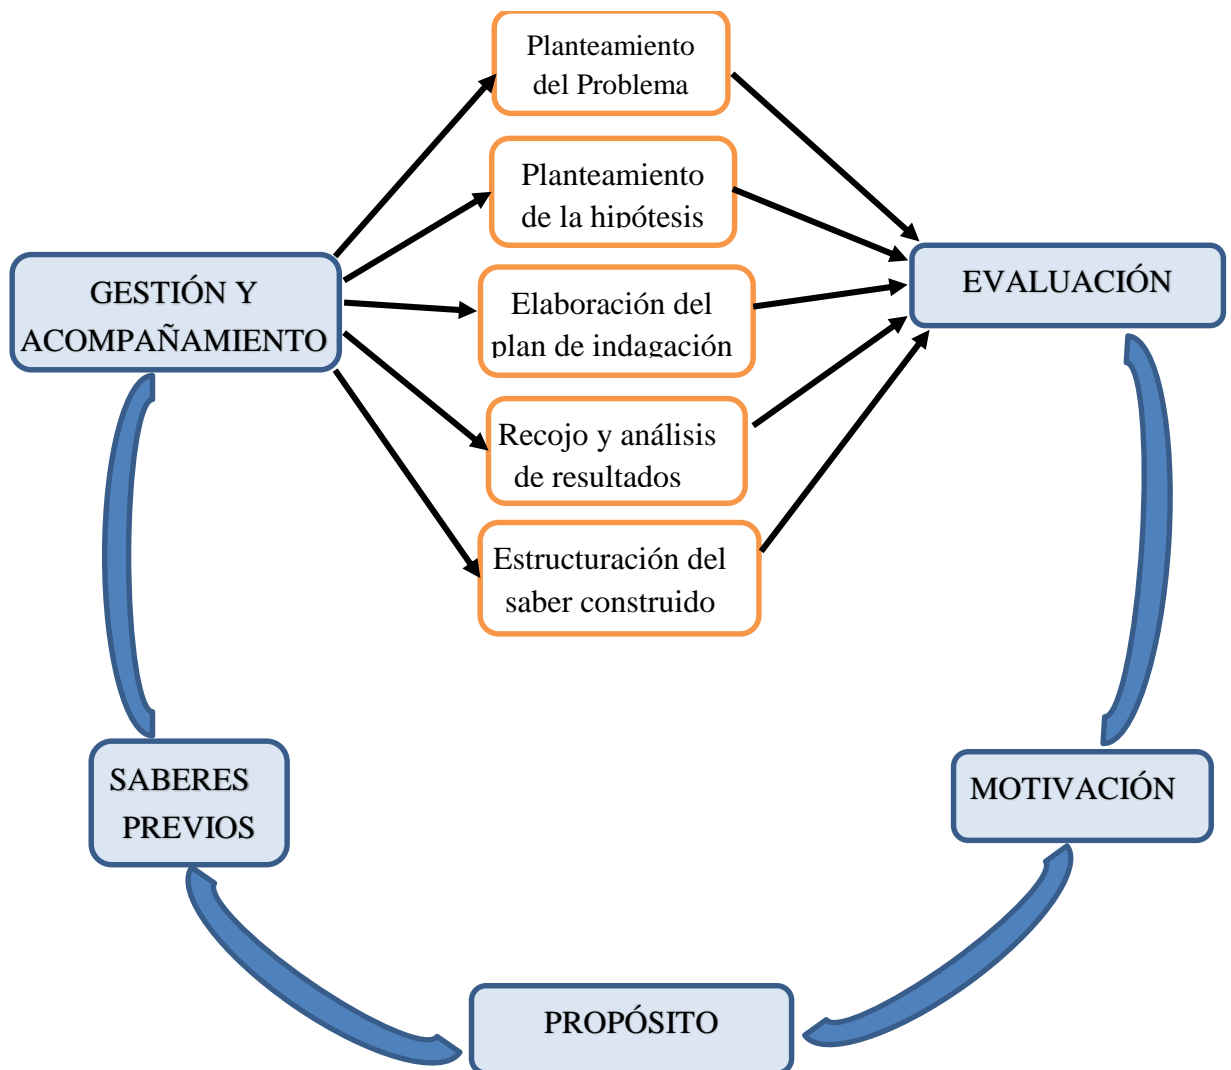 Planteamiento
del Problema
Planteamiento
de la hipótesis
GESTIÓN Y
ACOMPAÑAMIENTO
EVALUACIÓN
Elaboración del
plan de indagación
Recojo y análisis
de resultados
Estructuración del
saber construido
SABERES
PREVIOS
MOTIVACIÓN
PROPÓSITO